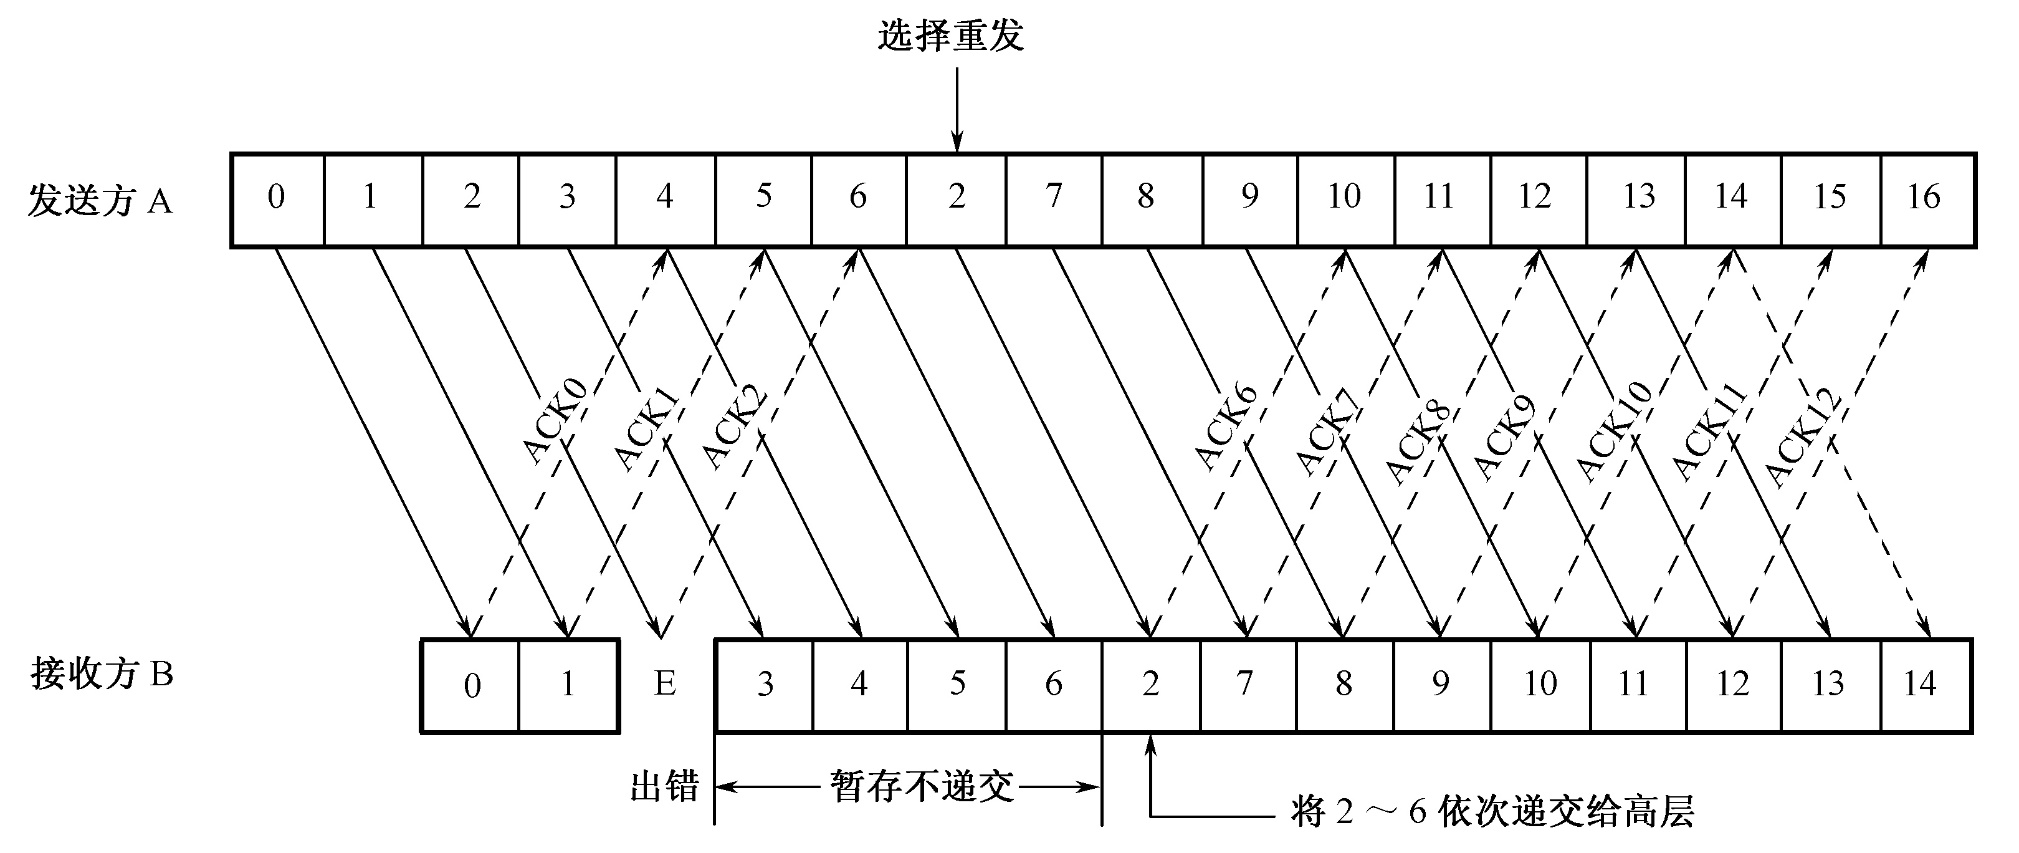 选择重发
发送方 A
0 1 2 3 4 5 6 2 7 8 9 10 11 12 13 14 15 16
ACK0 ACK1 ACK2 ACK6 ACK7 ACK8 ACK9 ACK10 ACK11 ACK12
接收方 B
0 1 E 3 4 5 6 2 7 8 9 10 11 12 13 14
出错 暂存不递交
将 2 ～ 6 依次递交给高层